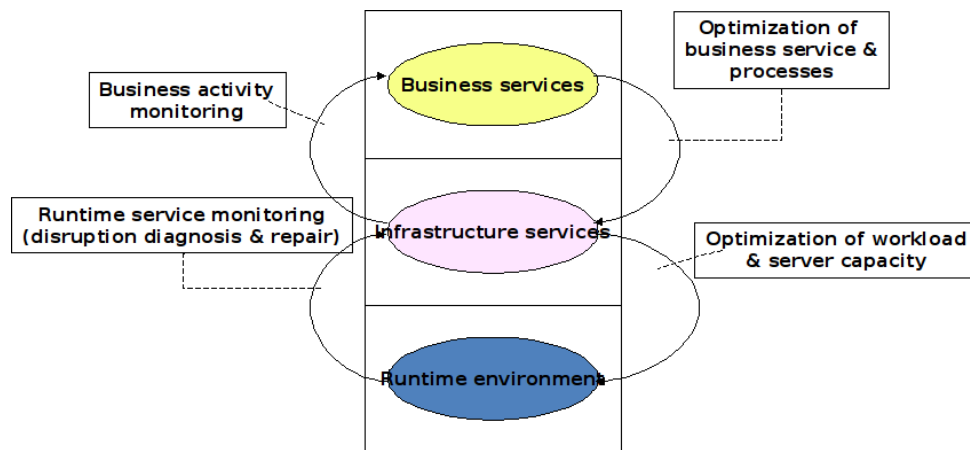 Optimization of
business service &
processes
Business services
Business activity
monitoring
Runtime service monitoring
(disruption diagnosis & repair)
Infrastructure services
Optimization of workload
& server capacity
Runtime environment